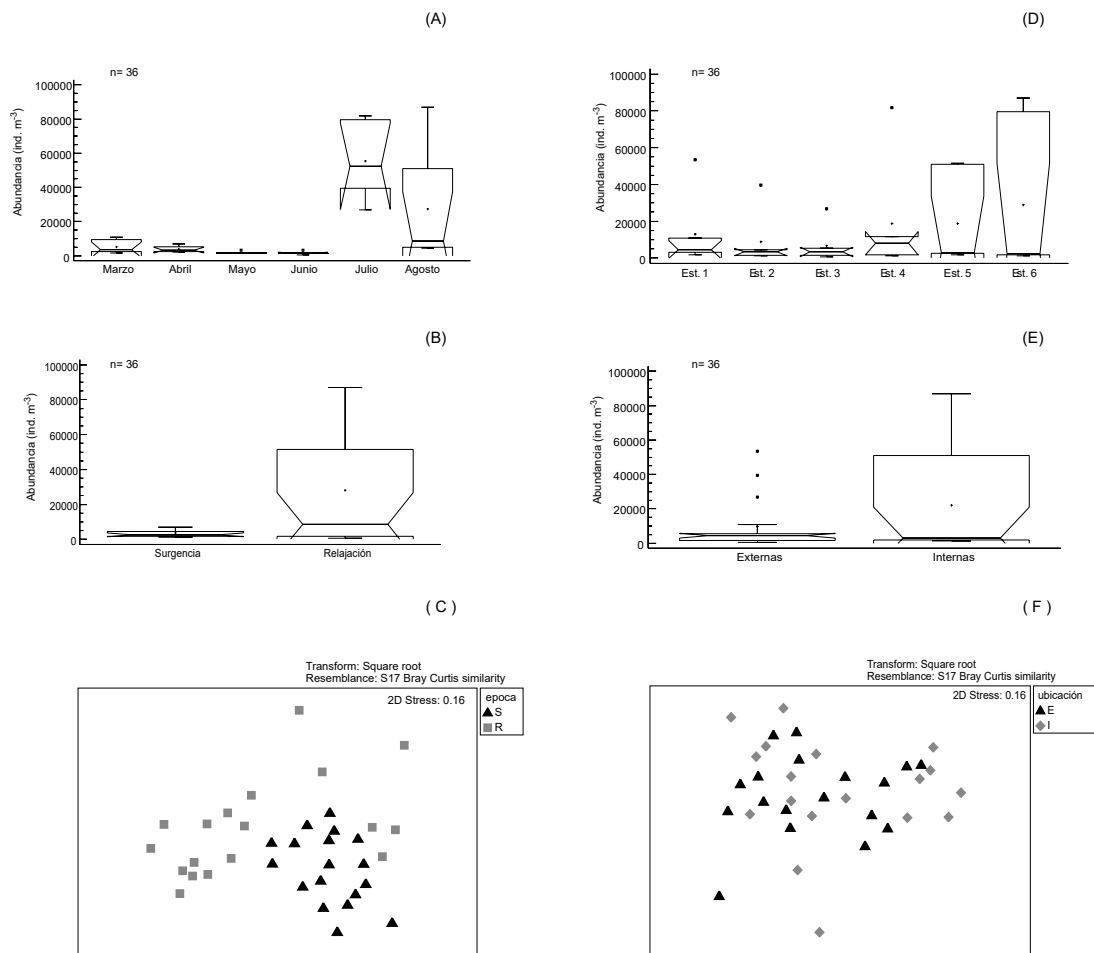 (A)
n= 36
Abundancia (ind. m⁻³)
100000
80000
60000
40000
20000
0
Marzo Abril Mayo Junio Julio Agosto
(D)
n= 36
Abundancia (ind. m⁻³)
100000
80000
60000
40000
20000
0
Est. 1 Est. 2 Est. 3 Est. 4 Est. 5 Est. 6
(B)
n= 36
Abundancia (ind. m⁻³)
100000
80000
60000
40000
20000
0
Surgencia Relajación
(E)
n= 36
Abundancia (ind. m⁻³)
100000
80000
60000
40000
20000
0
Externas Internas
( C )
Transform: Square root
Resemblance: S17 Bray Curtis similarity
2D Stress: 0.16
epoca
S
R
( F )
Transform: Square root
Resemblance: S17 Bray Curtis similarity
2D Stress: 0.16
ubicación
E
I